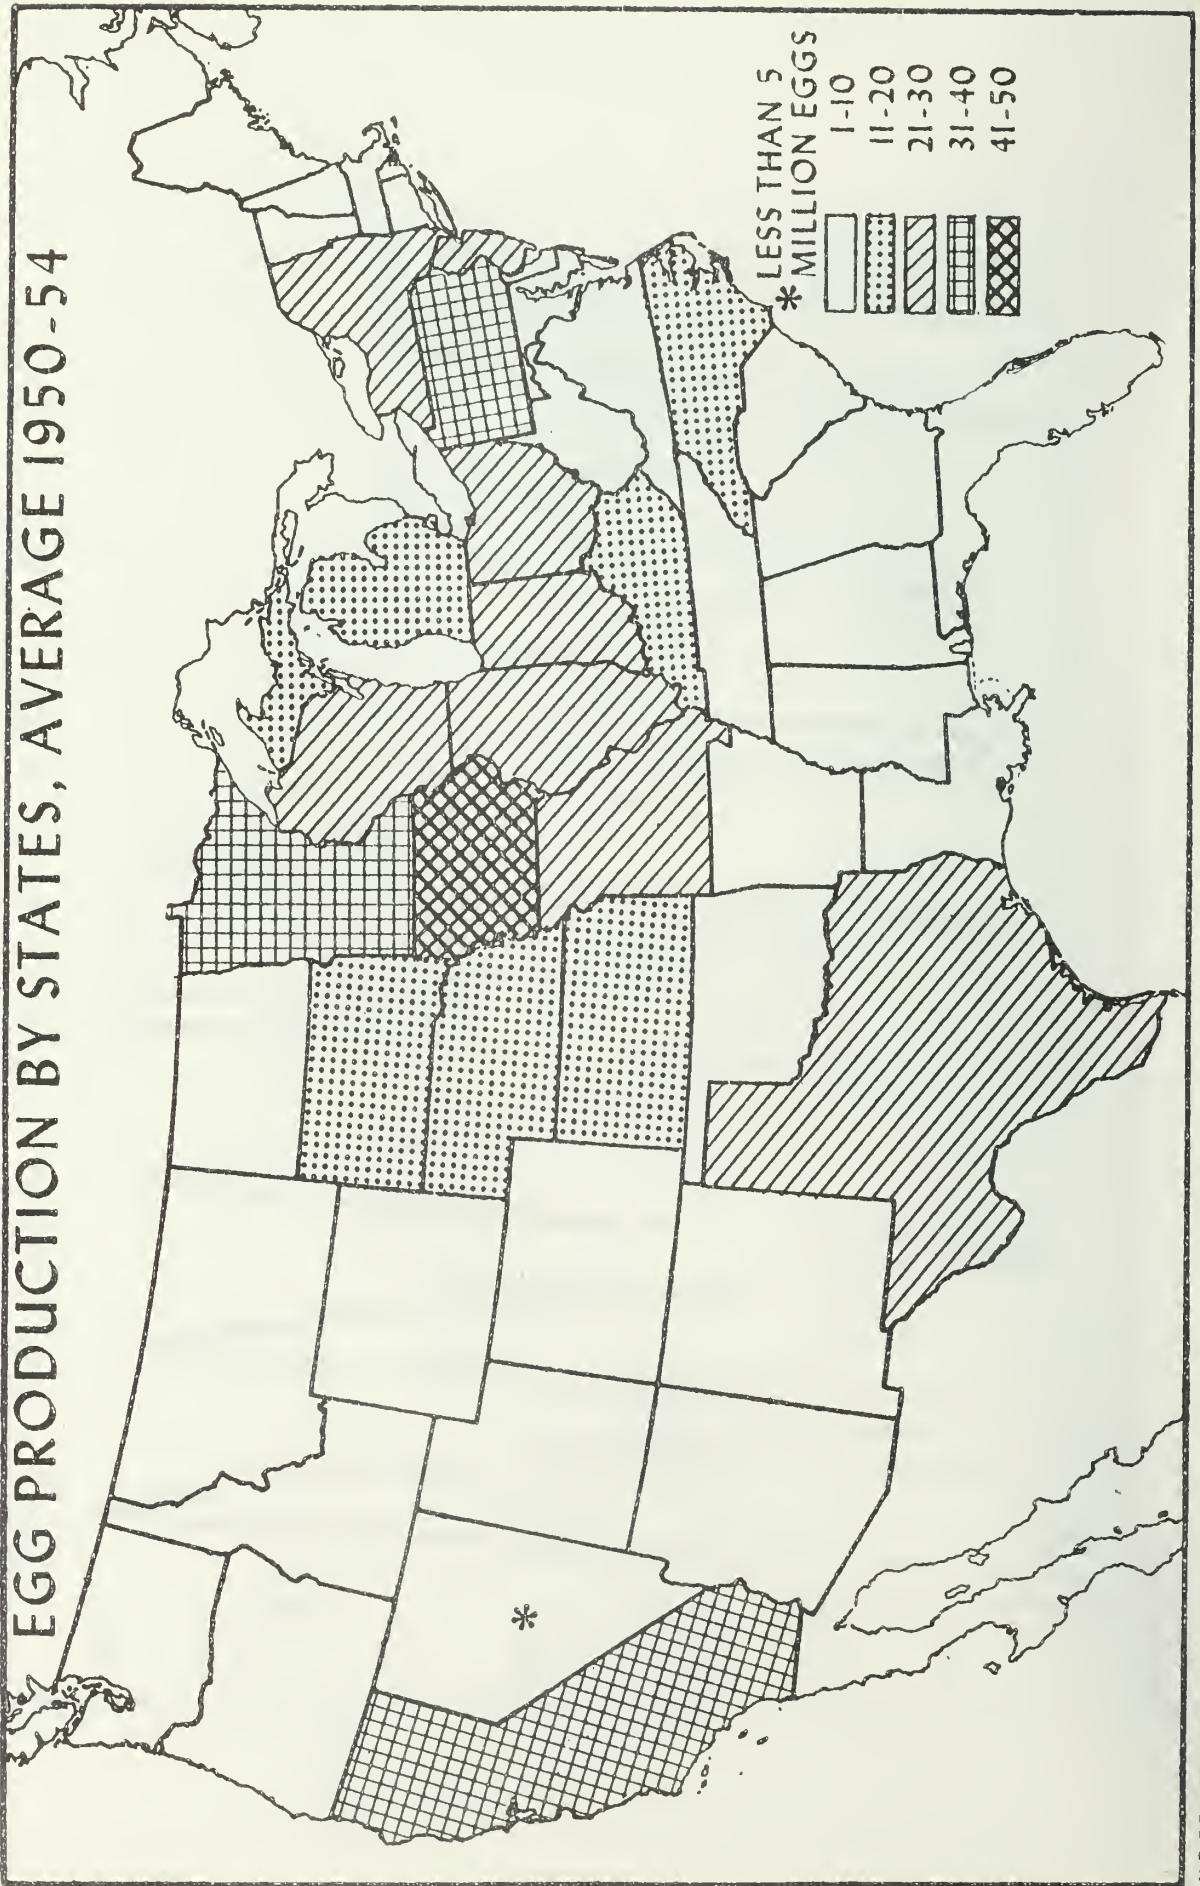 EGG PRODUCTION BY STATES, AVERAGE 1950-54
*
* LESS THAN 5
MILLION EGGS
1-10
11-20
21-30
31-40
41-50